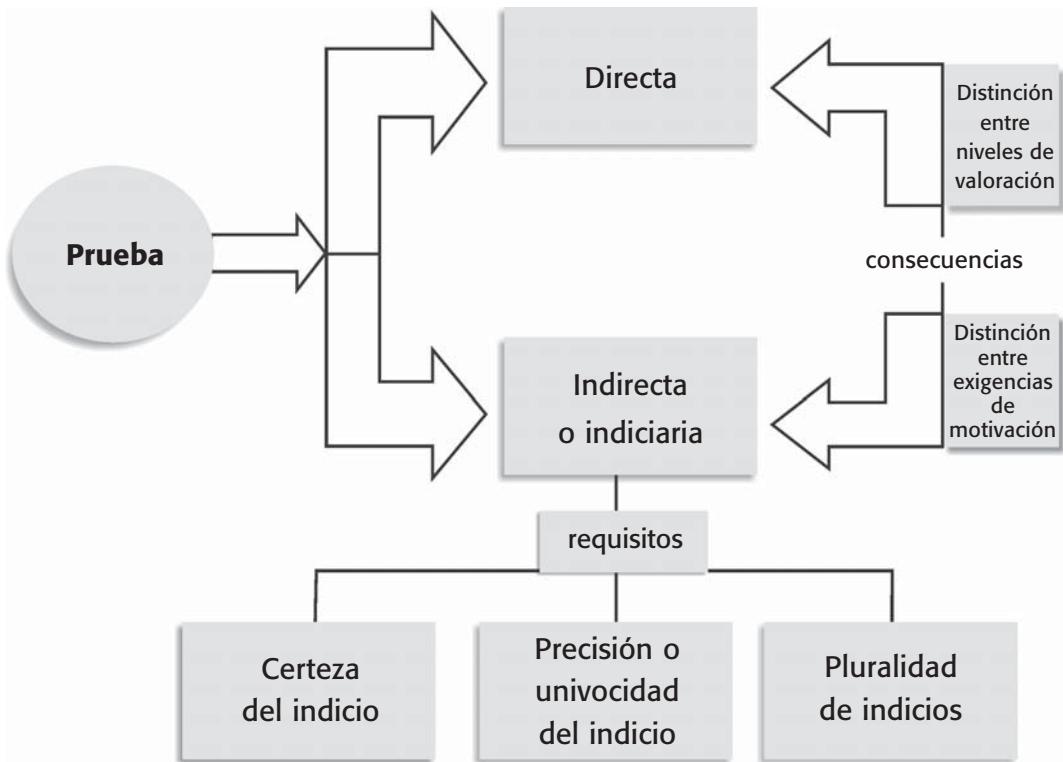 Prueba
Directa
Distinción
entre
niveles de
valoración
consecuencias
Distinción
entre
exigencias
de
motivación
Indirecta
o indiciaria
requisitos
Certeza
del indicio
Precisión o
univocidad
del indicio
Pluralidad
de indicios